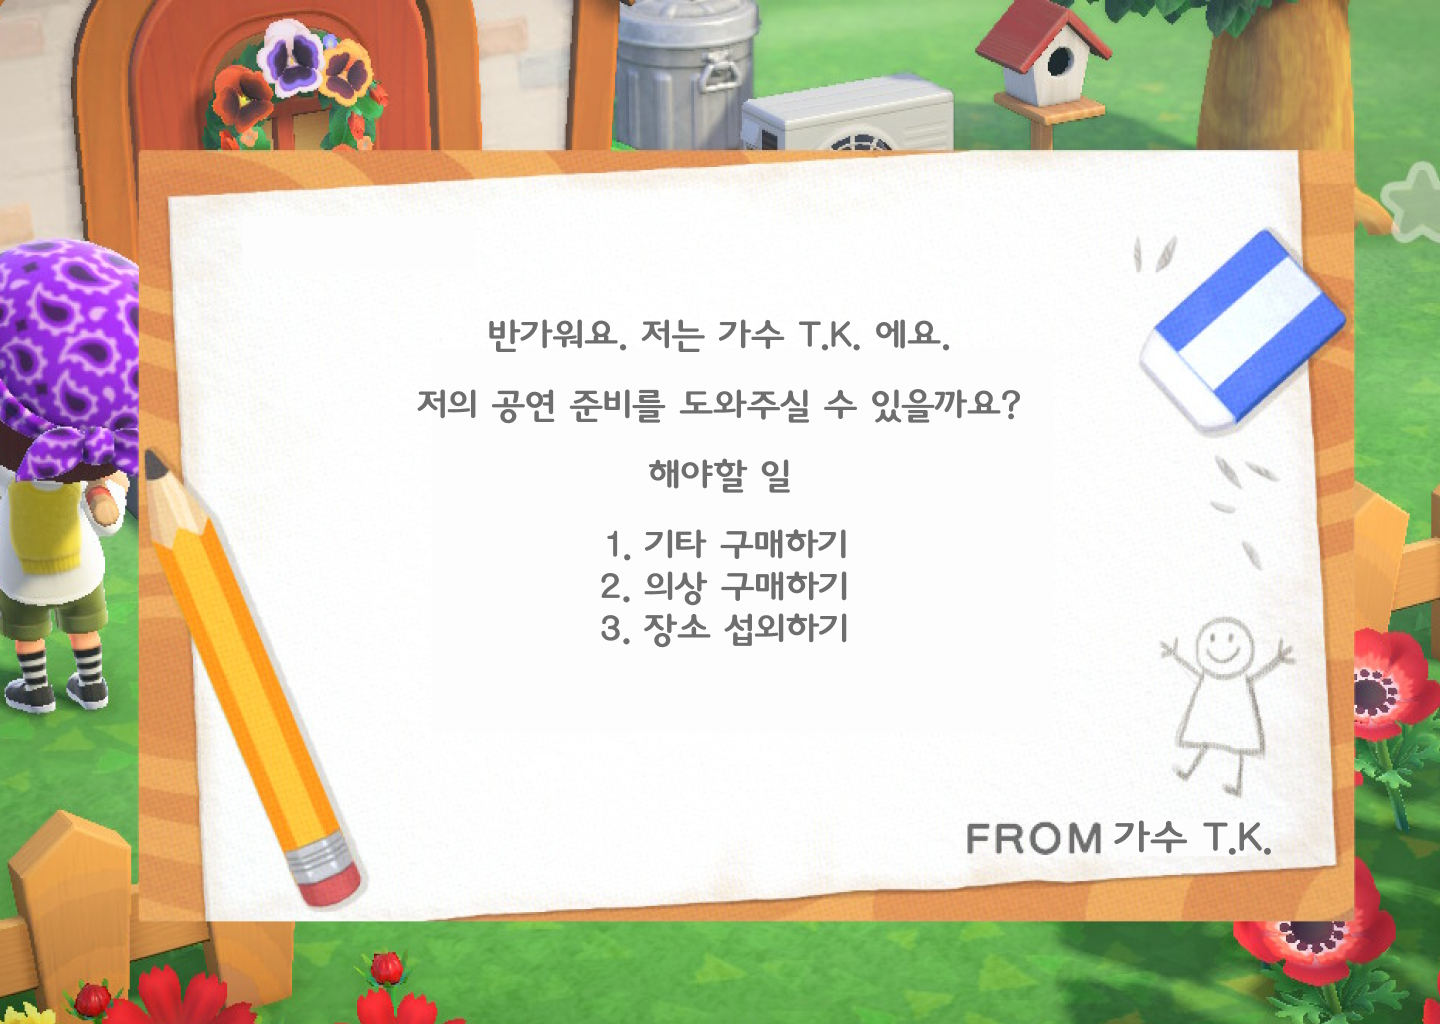 반가워요. 저는 가수 T.K. 에요.
저의 공연 준비를 도와주실 수 있을까요?
해야할 일
1. 기타 구매하기
2. 의상 구매하기
3. 장소 섭외하기
FROM 가수 T.K.